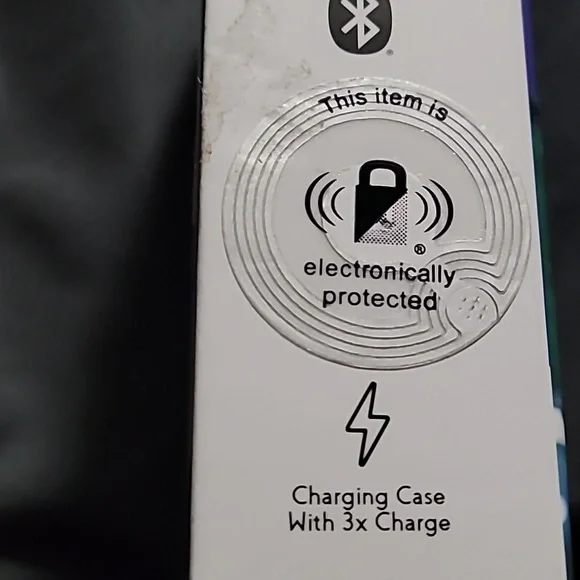 This item is
®
electronically
protected
Charging Case
With 3x Charge